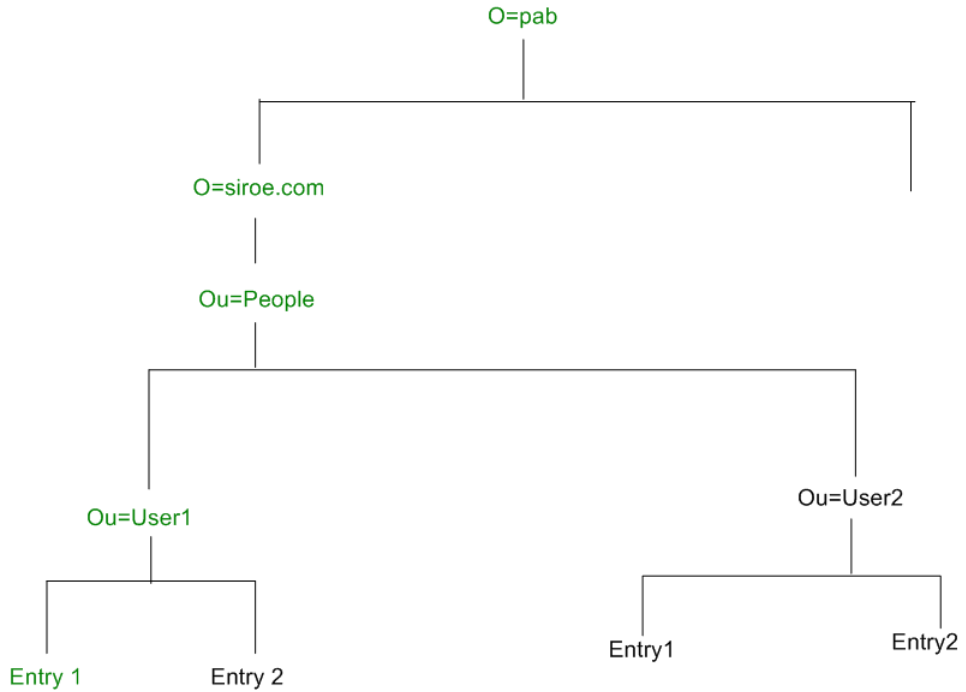 O=pab
O=siroe.com
Ou=People
Ou=User1
Ou=User2
Entry 1
Entry 2
Entry1
Entry2